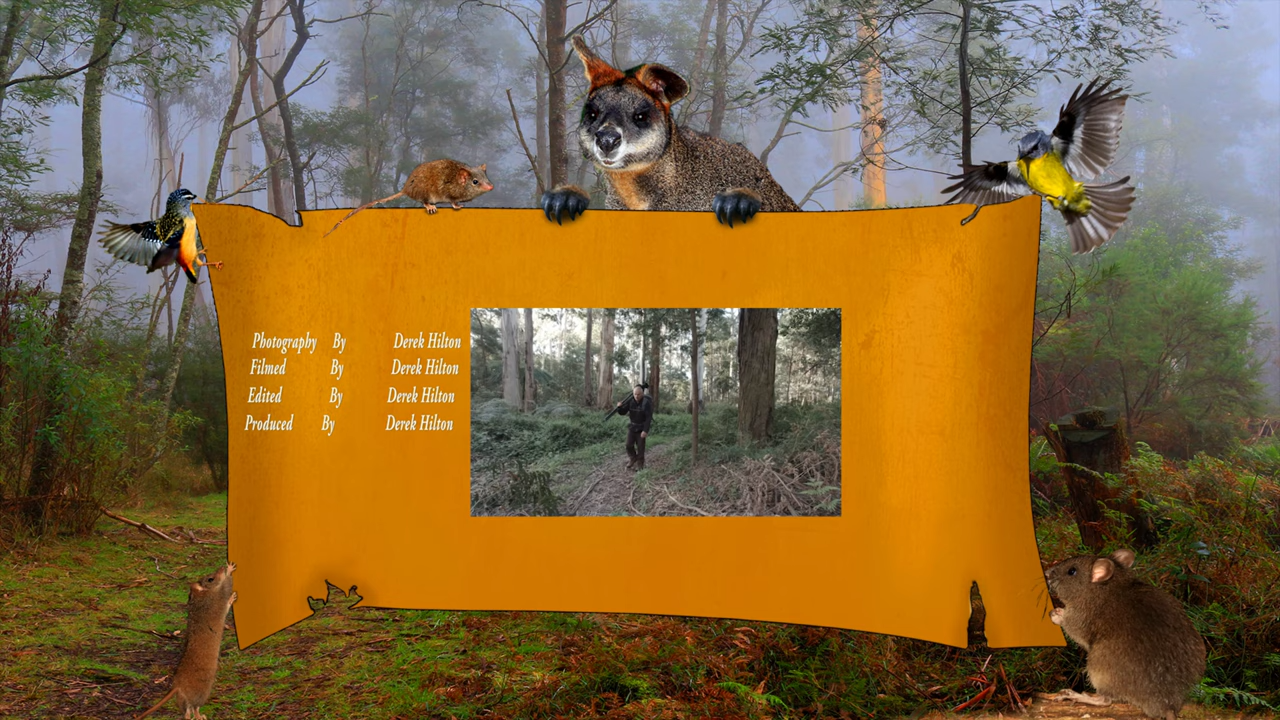 Photography By Derek Hilton
Filmed By Derek Hilton
Edited By Derek Hilton
Produced By Derek Hilton